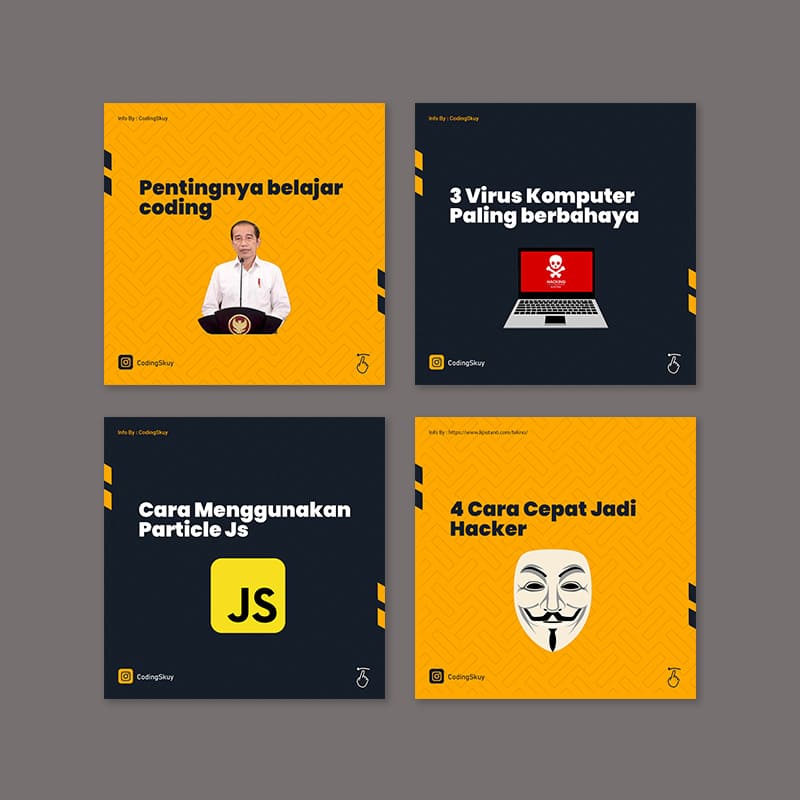 Info By : CodingSkuy
Pentingnya belajar
coding
CodingSkuy
Info By : CodingSkuy
3 Virus Komputer
Paling berbahaya
HACKING
CodingSkuy
Info By : CodingSkuy
Cara Menggunakan
Particle Js
JS
CodingSkuy
4 Cara Cepat Jadi
Hacker
CodingSkuy